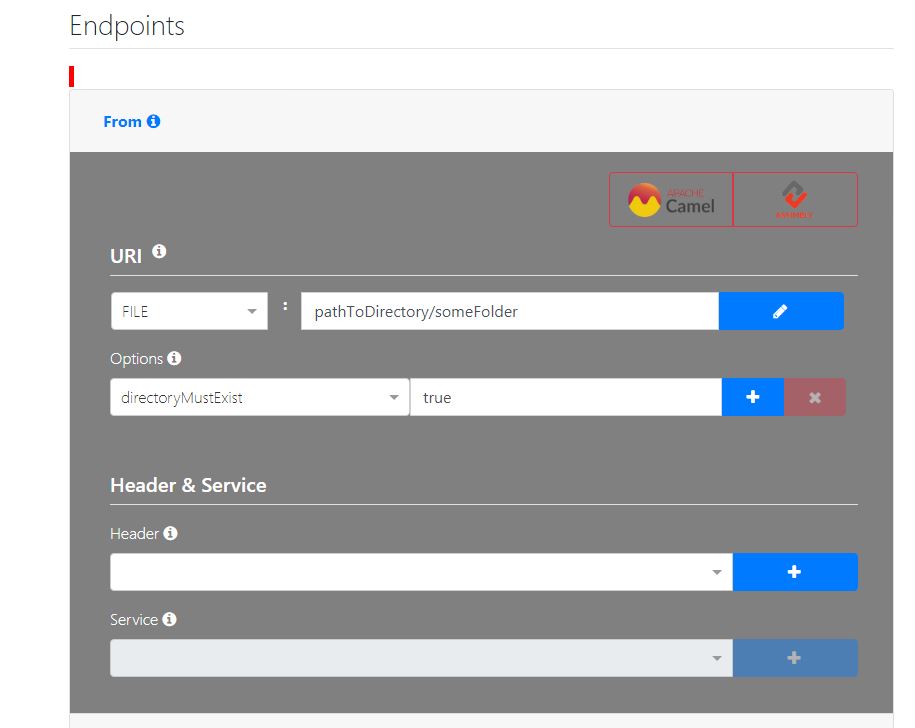 Endpoints
From
APACHE
Camel
ASSIMBLY
URI
FILE
:
pathToDirectory/someFolder
Options
directoryMustExist
true
Header & Service
Header
Service